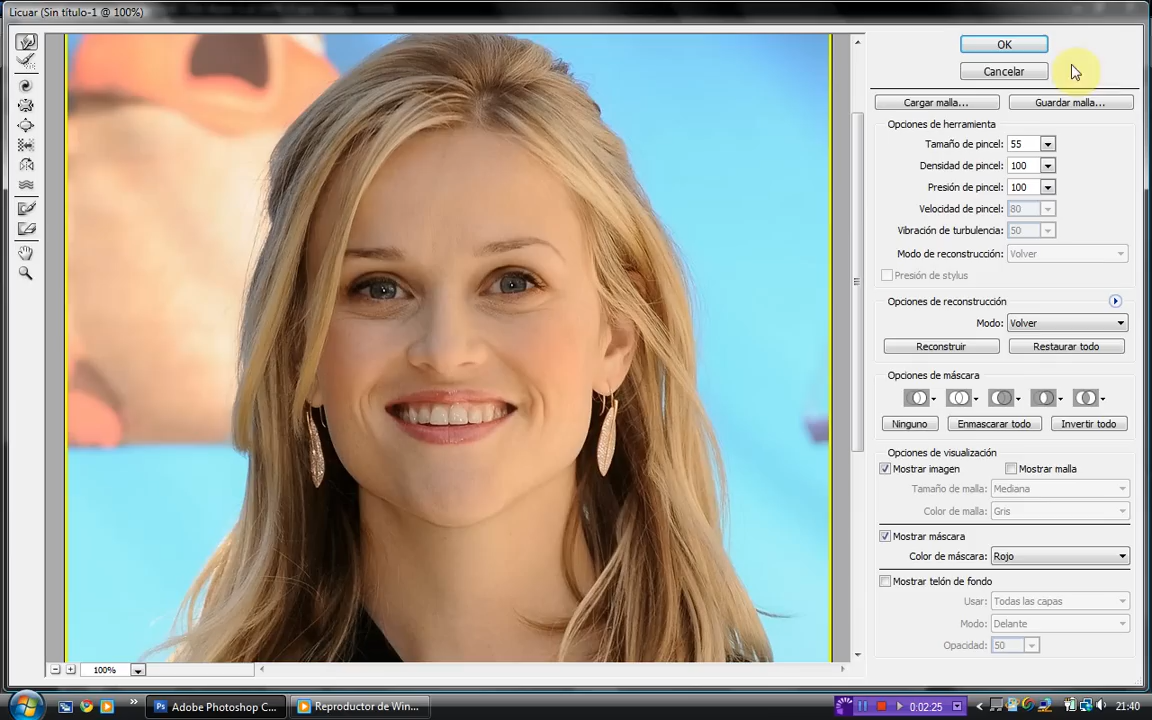 Licuar (Sin título-1 @ 100%)
OK
Cancelar
Cargar malla...
Guardar malla...
Opciones de herramienta
Tamaño de pincel: 55
Densidad de pincel: 100
Presión de pincel: 100
Velocidad de pincel: 80
Vibración de turbulencia: 50
Modo de reconstrucción: Volver
Presión de stylus
Opciones de reconstrucción
Modo: Volver
Reconstruir
Restaurar todo
Opciones de máscara
Ninguno
Enmascarar todo
Invertir todo
Opciones de visualización
Mostrar imagen
Mostrar malla
Tamaño de malla: Mediana
Color de malla: Gris
Mostrar máscara
Color de máscara: Rojo
Mostrar telón de fondo
Usar: Todas las capas
Modo: Delante
Opacidad: 50
100%
Ps Adobe Photoshop C...
Reproductor de Win...
0:02:25
21:40